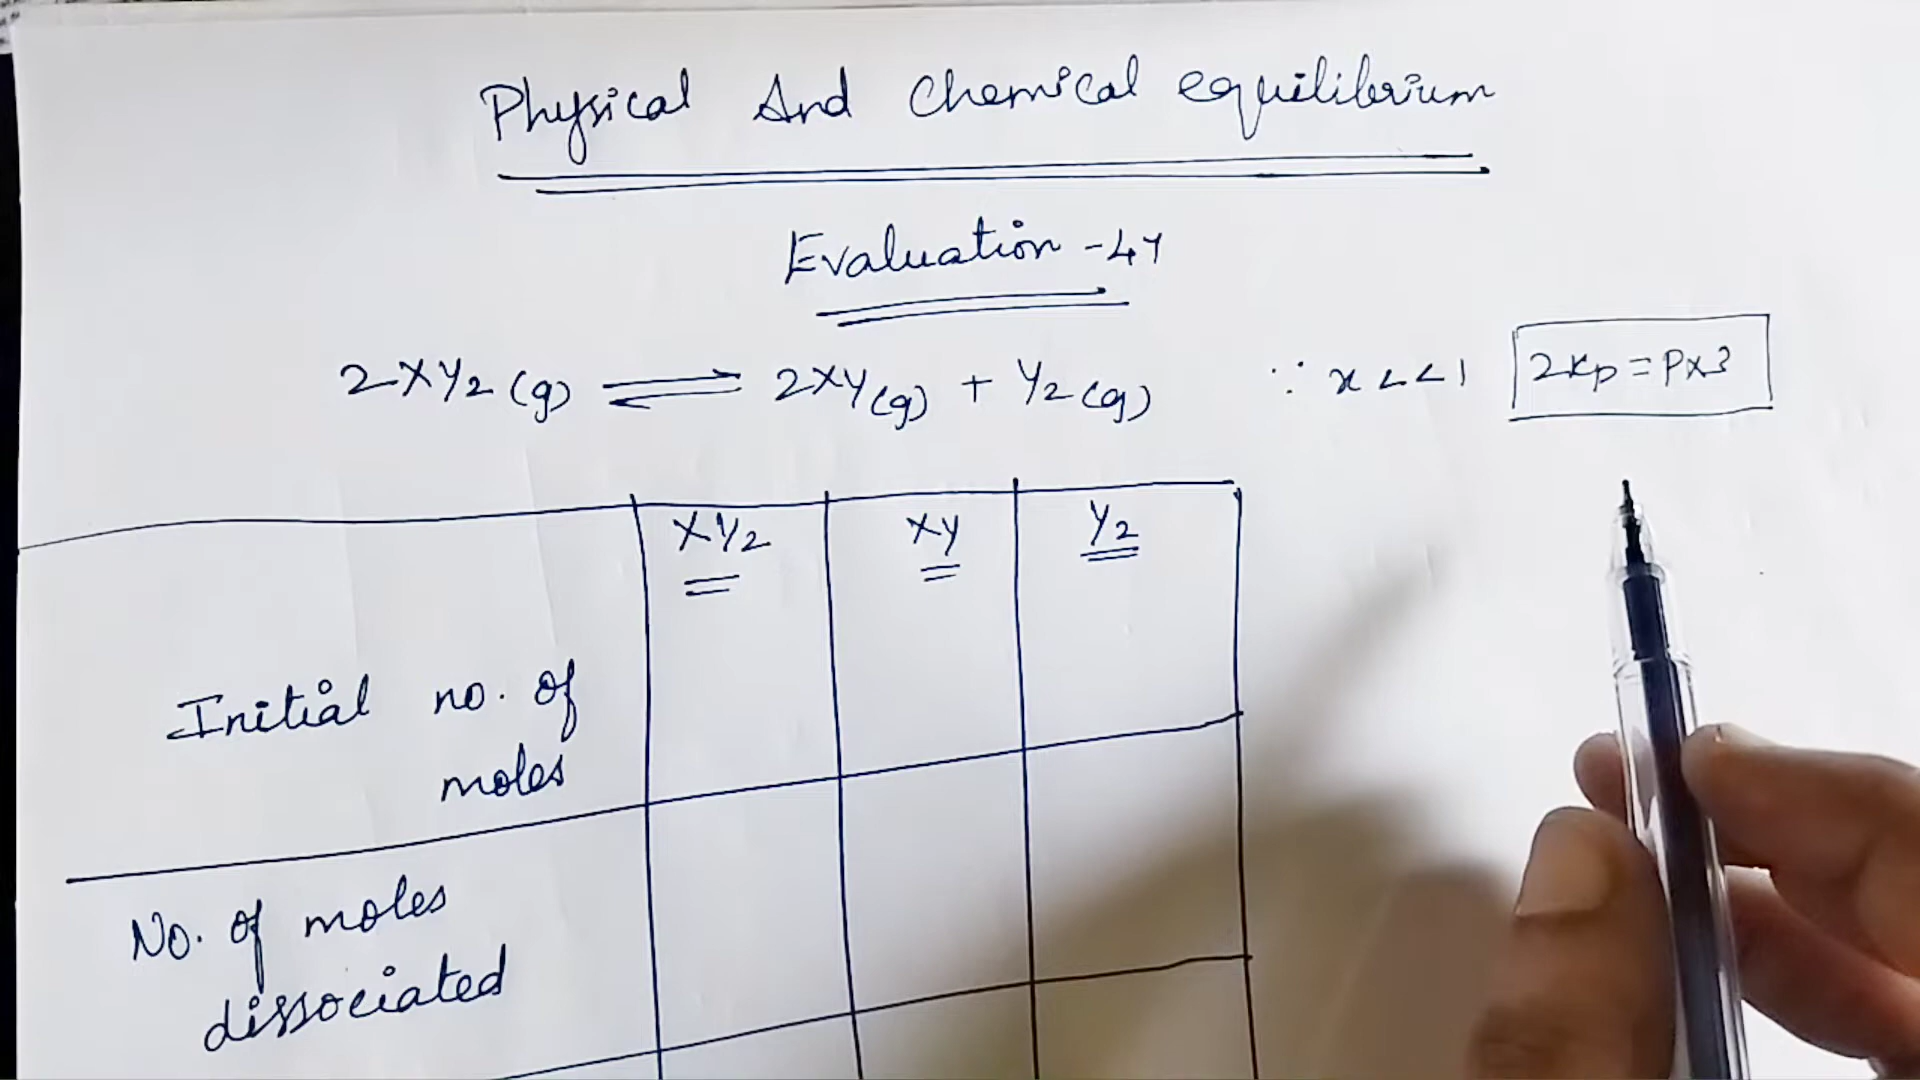 Physical And Chemical equilibrium
Evaluation - 47
2XY2 (g) ⇌ 2XY(g) + Y2 (g) ∵ x << 1 2Kp = Px3
XY2 XY Y2
Initial no. of
moles
No. of moles
dissociated